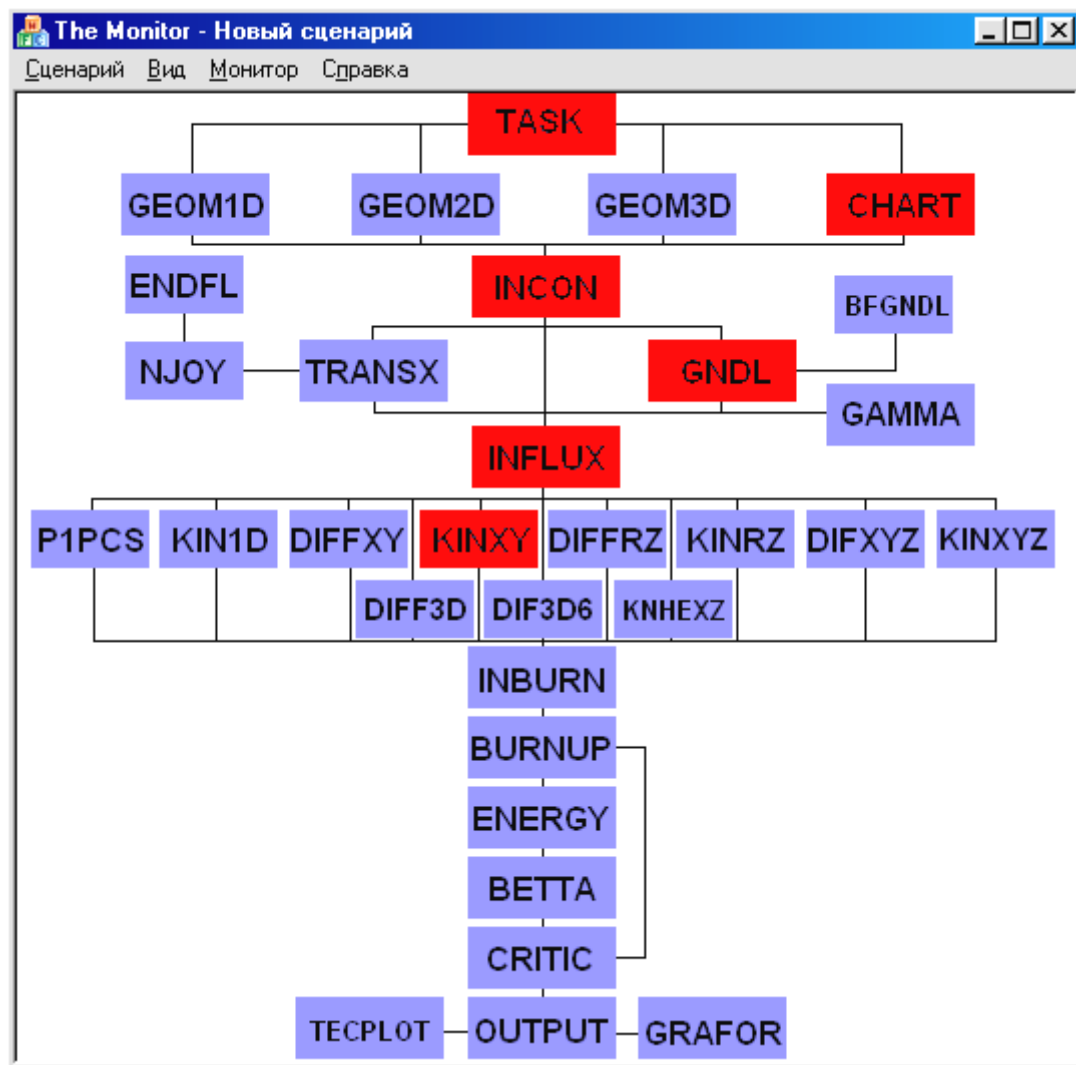 The Monitor - Новый сценарий
Сценарий Вид Монитор Справка
TASK
GEOM1D GEOM2D GEOM3D CHART
ENDFL INCON BFGNDL
NJOY TRANSX GNDL
GAMMA
INFLUX
P1PCS KIN1D DIFFXY KINXY DIFFRZ KINRZ DIFXYZ KINXYZ
DIFF3D DIF3D6 KNHEXZ
INBURN
BURNUP
ENERGY
BETTA
CRITIC
TECPLOT OUTPUT GRAFOR